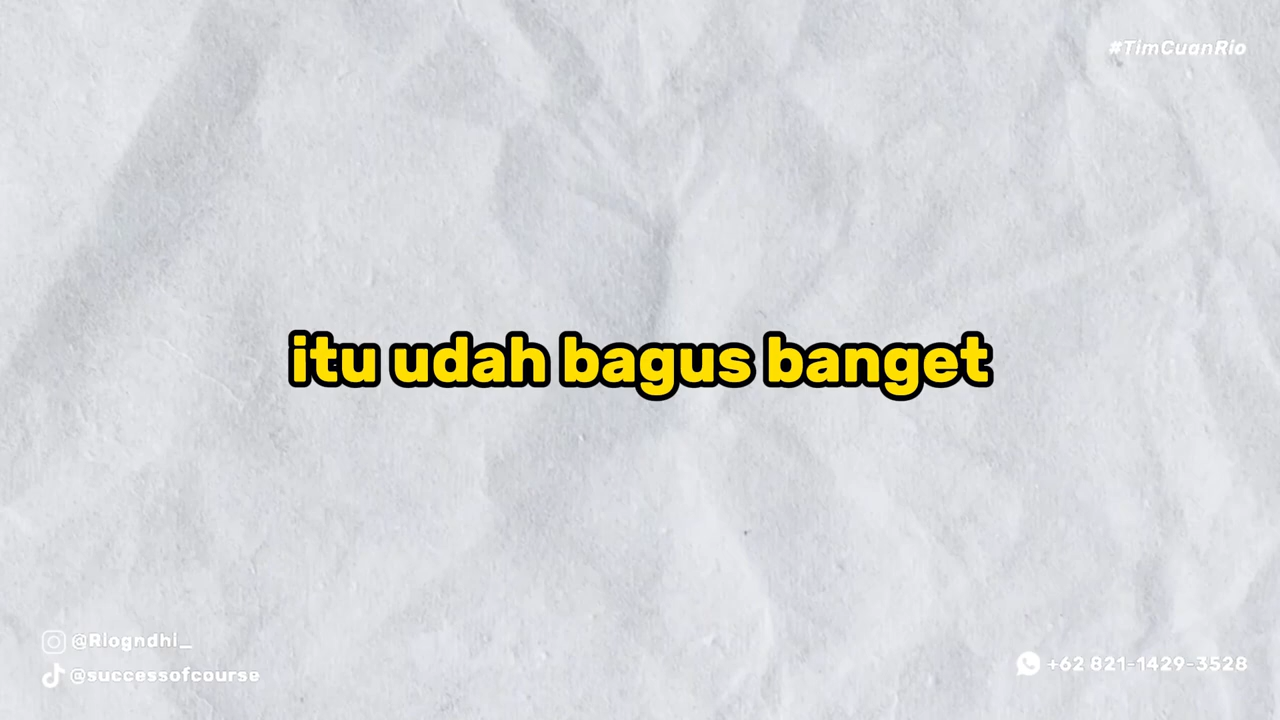 #TimCuanRio
itu udah bagus banget
@Riogndhi_
@successofcourse
+62 821-1429-3528